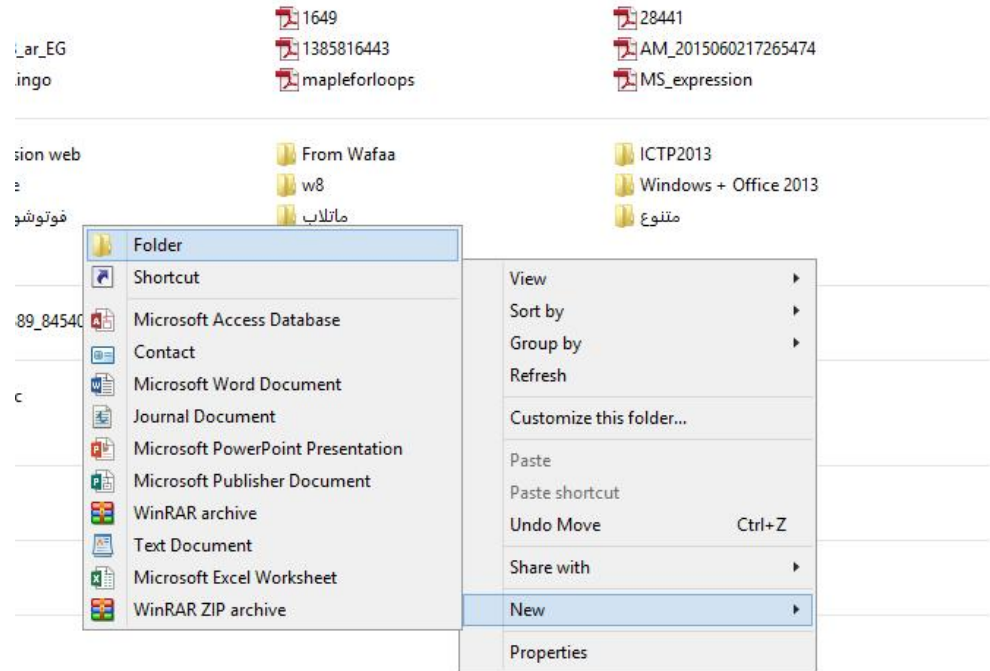 1649
28441
_ar_EG
1385816443
AM_2015060217265474
ingo
mapleforloops
MS_expression
sion web
From Wafaa
ICTP2013
e
w8
Windows + Office 2013
فوتوشو
ماتلاب
متنوع
Folder
Shortcut
89_84540
Microsoft Access Database
Contact
Microsoft Word Document
c
Journal Document
Microsoft PowerPoint Presentation
Microsoft Publisher Document
WinRAR archive
Text Document
Microsoft Excel Worksheet
WinRAR ZIP archive
View
Sort by
Group by
Refresh
Customize this folder...
Paste
Paste shortcut
Undo Move Ctrl+Z
Share with
New
Properties